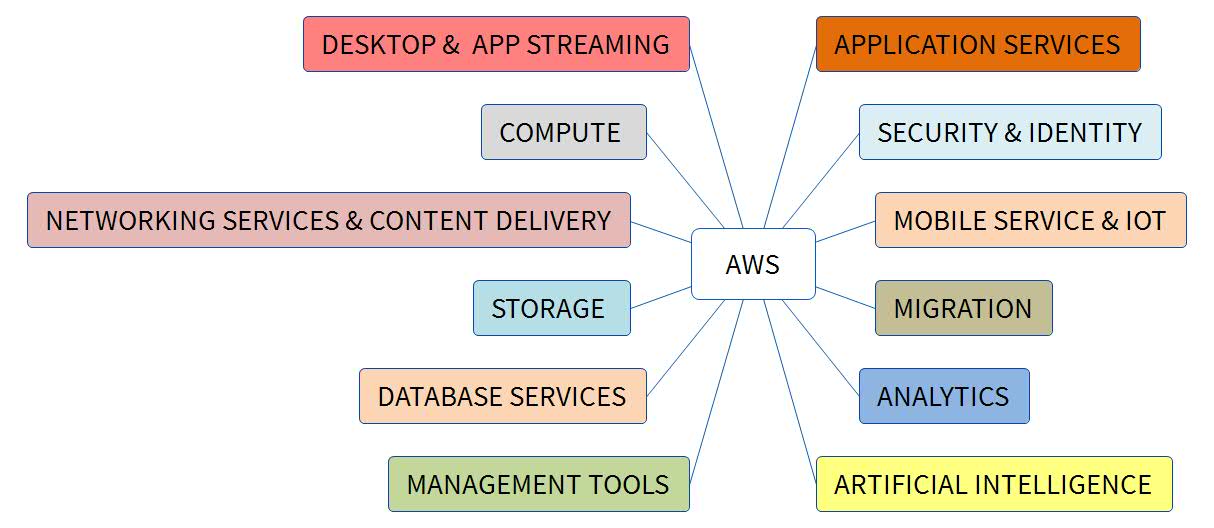 DESKTOP & APP STREAMING
APPLICATION SERVICES
COMPUTE
SECURITY & IDENTITY
NETWORKING SERVICES & CONTENT DELIVERY
MOBILE SERVICE & IOT
AWS
STORAGE
MIGRATION
DATABASE SERVICES
ANALYTICS
MANAGEMENT TOOLS
ARTIFICIAL INTELLIGENCE